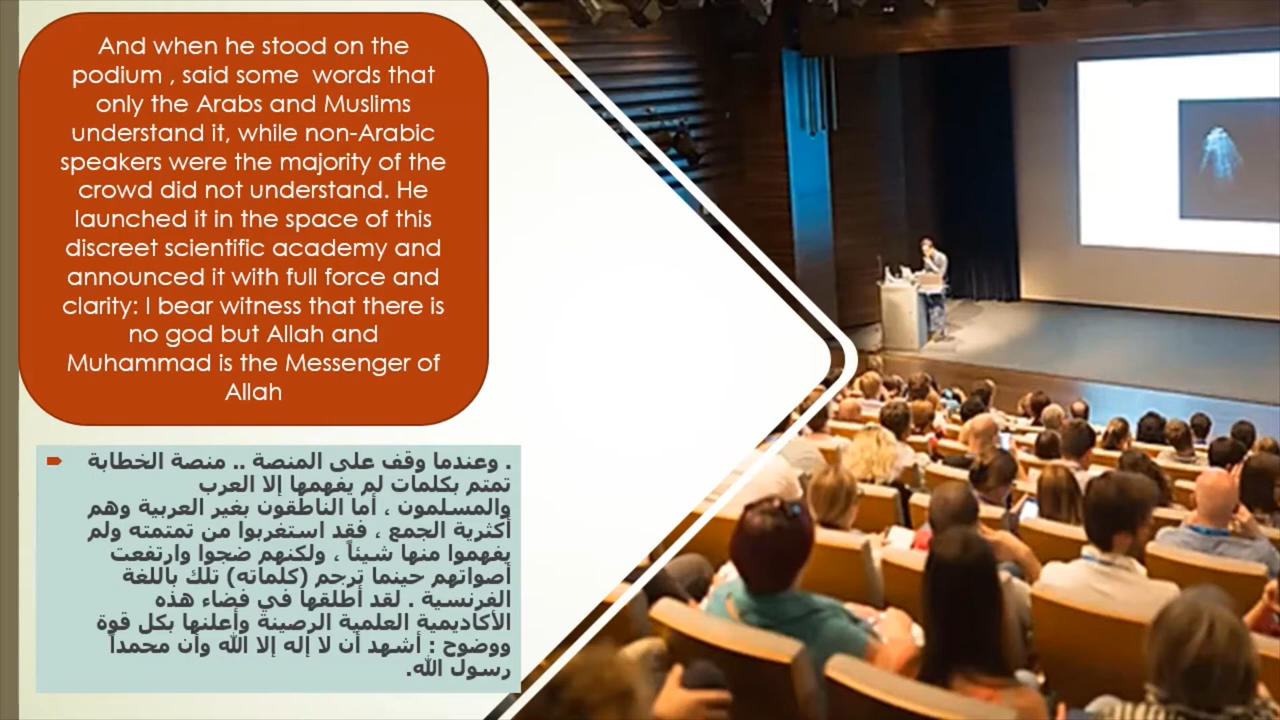 And when he stood on the
podium , said some words that
only the Arabs and Muslims
understand it, while non-Arabic
speakers were the majority of the
crowd did not understand. He
launched it in the space of this
discreet scientific academy and
announced it with full force and
clarity: I bear witness that there is
no god but Allah and
Muhammad is the Messenger of
Allah
. وعندما وقف على المنصة .. منصة الخطابة
تمتم بكلمات لم يفهمها إلا العرب
والمسلمون ، أما الناطقون بغير العربية وهم
أكثرية الجمع ، فقد استغربوا من تمتمته ولم
يفهموا منها شيئاً ، ولكنهم ضجوا وارتفعت
أصواتهم حينما ترجم (كلماته) تلك باللغة
الفرنسية . لقد أطلقها في فضاء هذه
الأكاديمية العلمية الرصينة وأعلنها بكل قوة
ووضوح : أشهد أن لا إله إلا الله وأن محمداً
رسول الله.